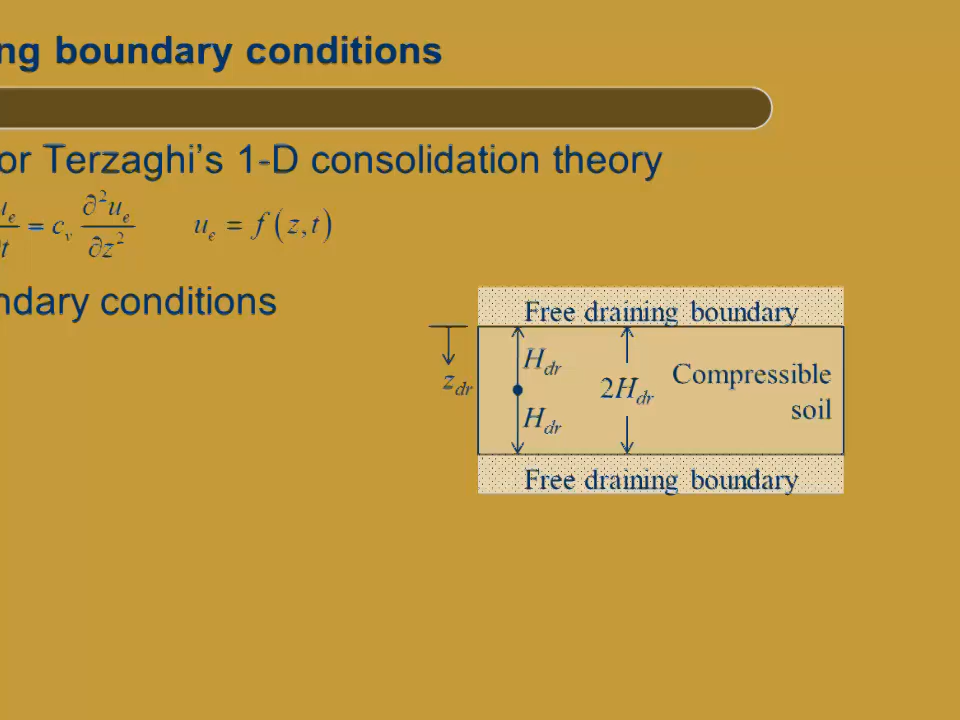 ng boundary conditions
or Terzaghi's 1-D consolidation theory
u_e/∂t = c_v ∂²u_e/∂z² u_e = f(z,t)
ndary conditions
Free draining boundary
z_dr
H_dr
H_dr
2H_dr
Compressible
soil
Free draining boundary